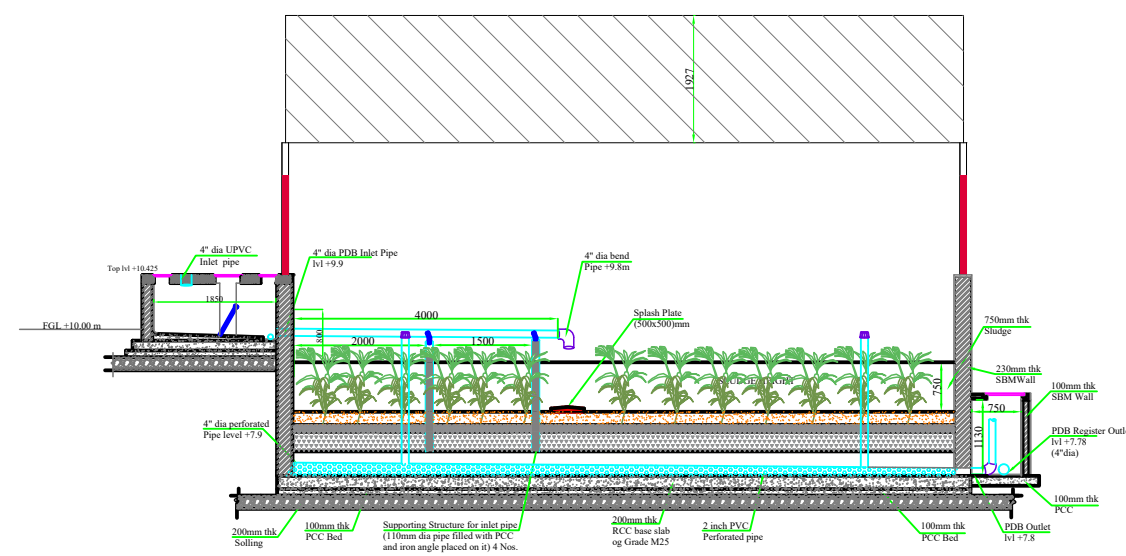 1927
4" dia UPVC
Inlet pipe
4" dia PDB Inlet Pipe
lvl +9.9
4" dia bend
Pipe +9.8m
Top lvl +10.425
1850
FGL +10.00 m
4000
800
2000
1500
Splash Plate
(500x500)mm
750mm thk
Sludge
230mm thk
SBMWall
100mm thk
SBM Wall
750
750
1130
4" dia perforated
Pipe level +7.9
PDB Register Outl
lvl +7.78
(4"dia)
100mm thk
PCC
PDB Outlet
lvl +7.8
200mm thk
Solling
100mm thk
PCC Bed
Supporting Structure for inlet pipe
(110mm dia pipe filled with PCC
and iron angle placed on it) 4 Nos.
200mm thk
RCC base slab
og Grade M25
2 inch PVC
Perforated pipe
100mm thk
PCC Bed